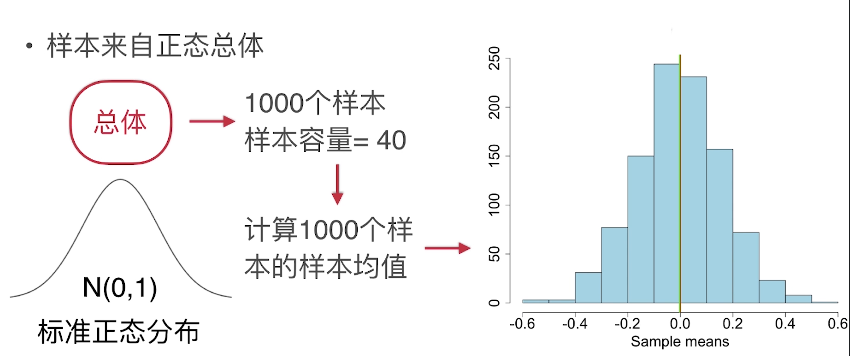 • 样本来自正态总体
总体
1000个样本
样本容量= 40
计算1000个样
本的样本均值
N(0,1)
标准正态分布
250
200
150
100
50
0
-0.6 -0.4 -0.2 0.0 0.2 0.4 0.6
Sample means